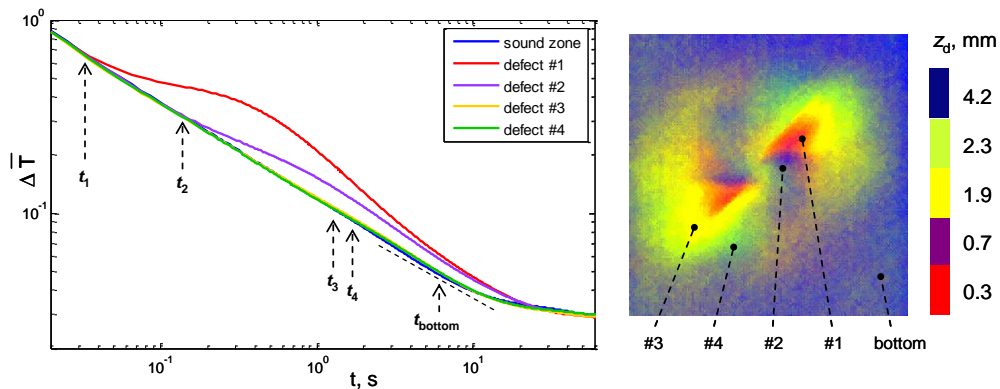 10⁰
10⁻¹
Δ T̅
10⁻¹
10⁰
10¹
t, s
sound zone
defect #1
defect #2
defect #3
defect #4
t₁
t₂
t₃
t₄
t_bottom
z_d, mm
4.2
2.3
1.9
0.7
0.3
#3
#4
#2
#1
bottom